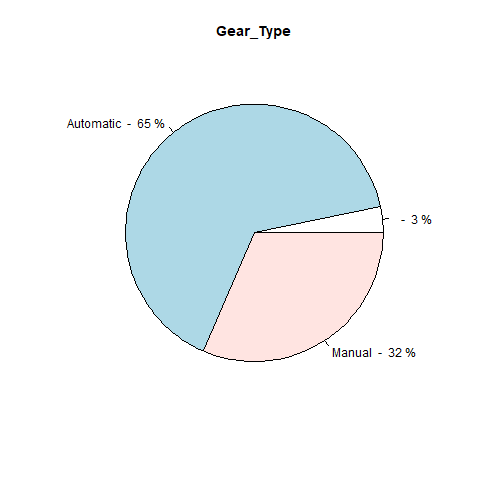 Gear_Type
Automatic - 65 %
- 3 %
Manual - 32 %